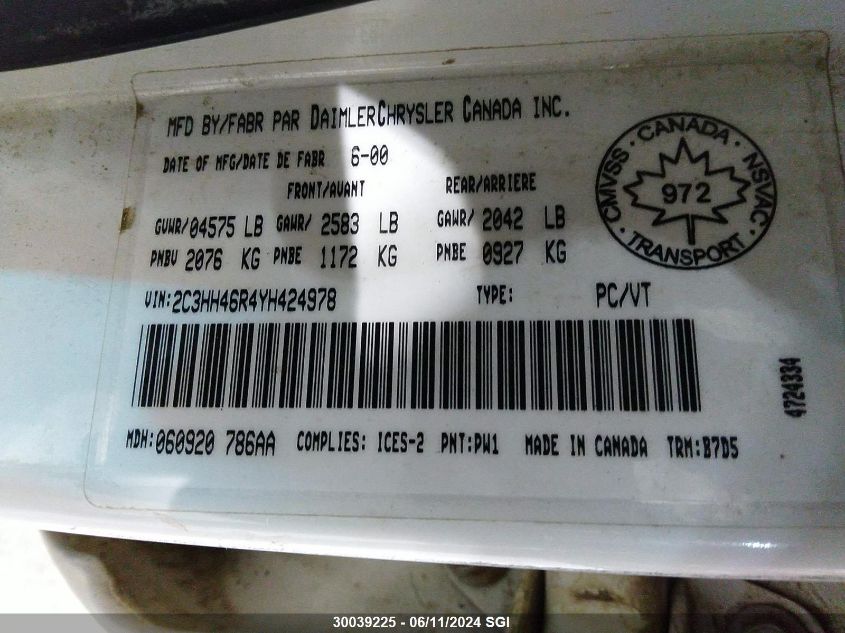 MFD BY/FABR PAR DAIMLERCHRYSLER CANADA INC.
DATE OF MFG/DATE DE FABR 6-00
FRONT/AVANT REAR/ARRIERE
GVWR/04575 LB GAWR/ 2583 LB GAWR/ 2042 LB
PNBV 2076 KG PNBE 1172 KG PNBE 0927 KG
VIN:2C3HH46R4YH424978 TYPE: PC/VT
CMVSS · CANADA · NSVAC · TRANSPORT ·
972
4724334
MDH:060920 786AA COMPLIES: ICES-2 PNT:PW1 MADE IN CANADA TRM:B7D5
30039225 - 06/11/2024 SGI